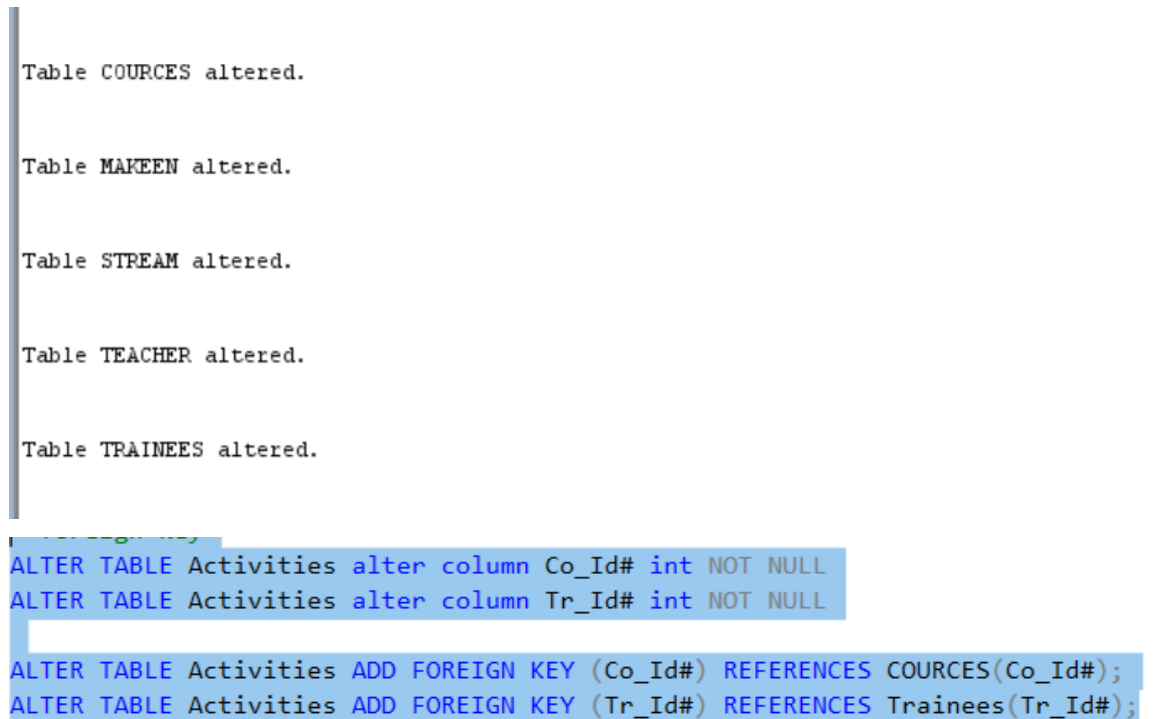 Table COURCES altered.
Table MAKEEN altered.
Table STREAM altered.
Table TEACHER altered.
Table TRAINEES altered.
ALTER TABLE Activities alter column Co_Id# int NOT NULL
ALTER TABLE Activities alter column Tr_Id# int NOT NULL
ALTER TABLE Activities ADD FOREIGN KEY (Co_Id#) REFERENCES COURCES(Co_Id#);
ALTER TABLE Activities ADD FOREIGN KEY (Tr_Id#) REFERENCES Trainees(Tr_Id#);